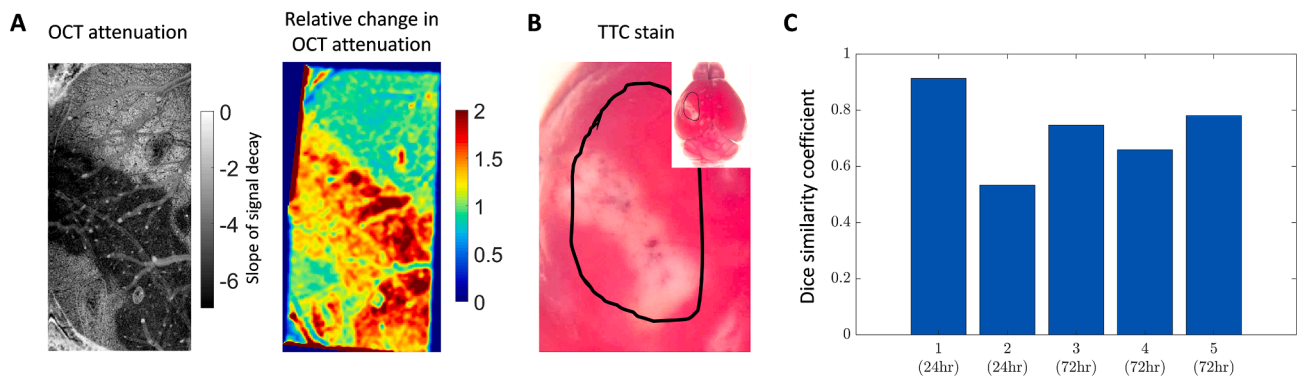 A
OCT attenuation
0
-2
-4
-6
Slope of signal decay
Relative change in
OCT attenuation
2
1.5
1
0.5
0
B
TTC stain
C
1
0.8
0.6
0.4
0.2
0
Dice similarity coefficient
1 2 3 4 5
(24hr) (24hr) (72hr) (72hr) (72hr)